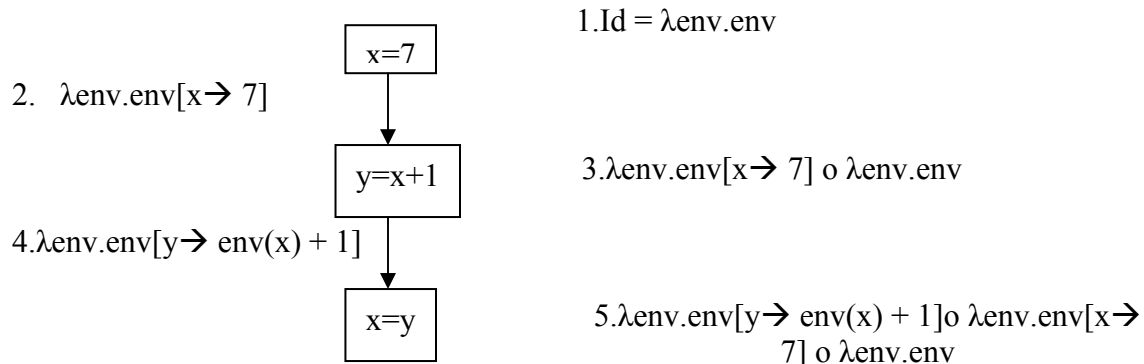 1.Id = λenv.env
x=7
2. λenv.env[x→ 7]
y=x+1
3.λenv.env[x→ 7] o λenv.env
4.λenv.env[y→ env(x) + 1]
x=y
5.λenv.env[y→ env(x) + 1]o λenv.env[x→
7] o λenv.env